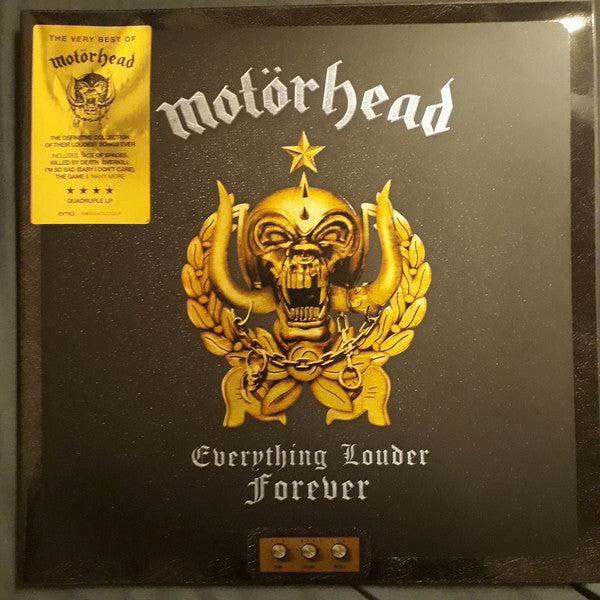 THE VERY BEST OF
Motörhead
THE DEFINITIVE COLLECTION
OF THEIR LOUDEST SONGS EVER
INCLUDES: 'ACE OF SPADES,
KILLED BY DEATH, OVERKILL
I'M SO BAD (BABY I DON'T CARE),
THE GAME & MANY MORE
QUADRUPLE LP
BMG
motörhead
Everything Louder
Forever